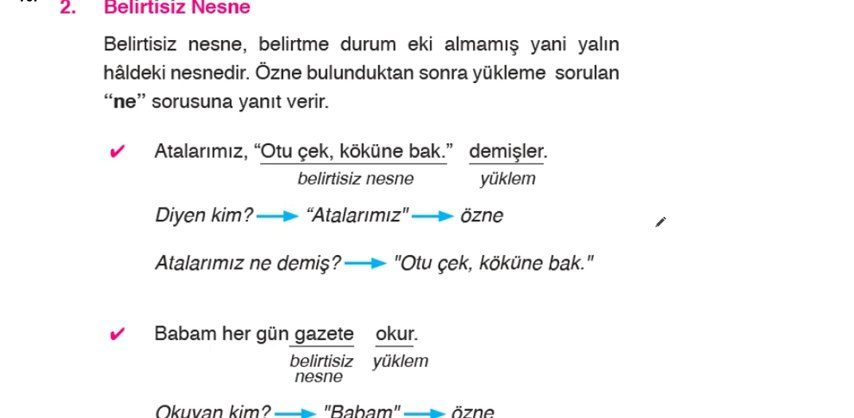 2. Belirtisiz Nesne
Belirtisiz nesne, belirtme durum eki almamış yani yalın
hâldeki nesnedir. Özne bulunduktan sonra yükleme sorulan
“ne” sorusuna yanıt verir.
✔ Atalarımız, “Otu çek, köküne bak.” demişler.
belirtisiz nesne yüklem
Diyen kim? → “Atalarımız" → özne
Atalarımız ne demiş? → "Otu çek, köküne bak."
✔ Babam her gün gazete okur.
belirtisiz yüklem
nesne
Okuyan kim? → "Babam" → özne